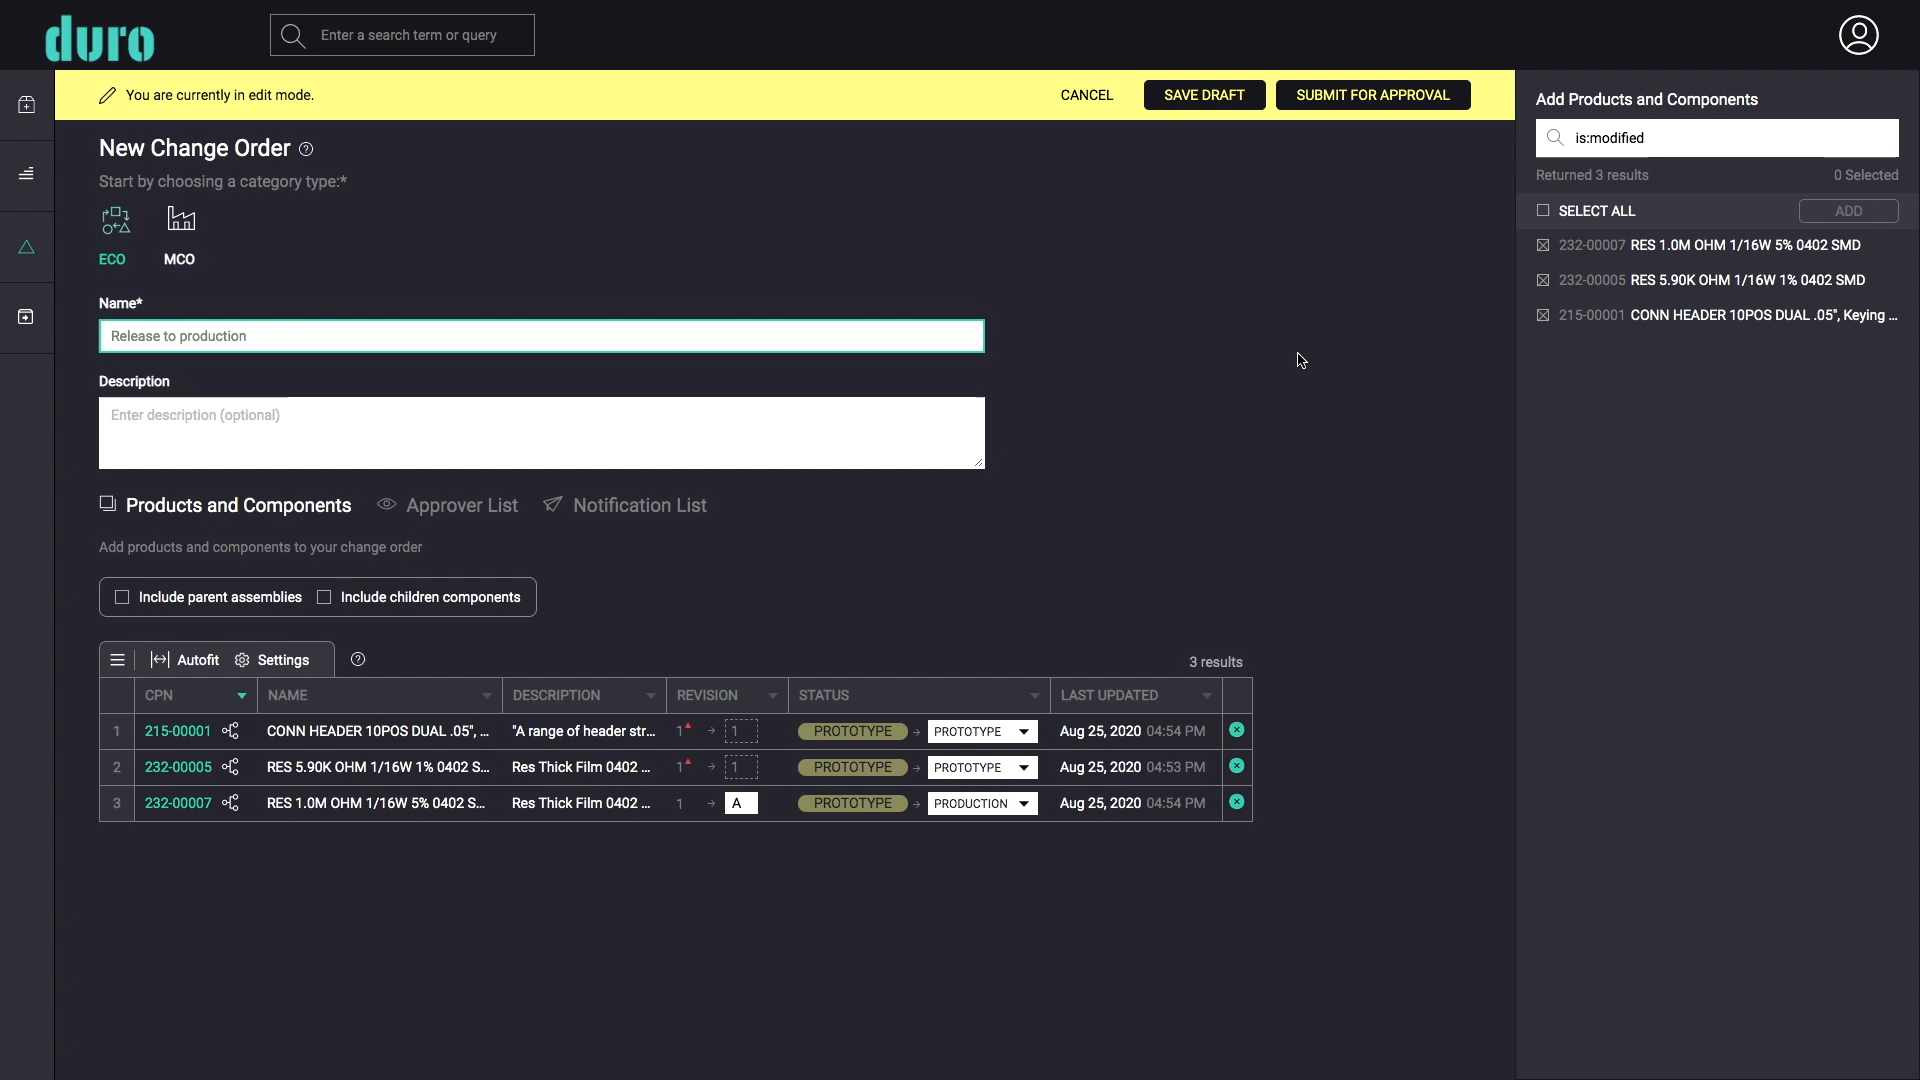 duro
Enter a search term or query
You are currently in edit mode.
CANCEL
SAVE DRAFT
SUBMIT FOR APPROVAL
New Change Order ?
Start by choosing a category type:*
ECO
MCO
Name*
Release to production
Description
Enter description (optional)
Products and Components
Approver List
Notification List
Add products and components to your change order
Include parent assemblies
Include children components
Autofit
Settings
?
3 results
CPN NAME DESCRIPTION REVISION STATUS LAST UPDATED
1 215-00001 CONN HEADER 10POS DUAL .05", ... "A range of header str... 1 → 1 PROTOTYPE → PROTOTYPE Aug 25, 2020 04:54 PM
2 232-00005 RES 5.90K OHM 1/16W 1% 0402 S... Res Thick Film 0402 ... 1 → 1 PROTOTYPE → PROTOTYPE Aug 25, 2020 04:53 PM
3 232-00007 RES 1.0M OHM 1/16W 5% 0402 S... Res Thick Film 0402 ... 1 → A PROTOTYPE → PRODUCTION Aug 25, 2020 04:54 PM
Add Products and Components
is:modified
Returned 3 results
0 Selected
SELECT ALL
ADD
232-00007 RES 1.0M OHM 1/16W 5% 0402 SMD
232-00005 RES 5.90K OHM 1/16W 1% 0402 SMD
215-00001 CONN HEADER 10POS DUAL .05", Keying ...